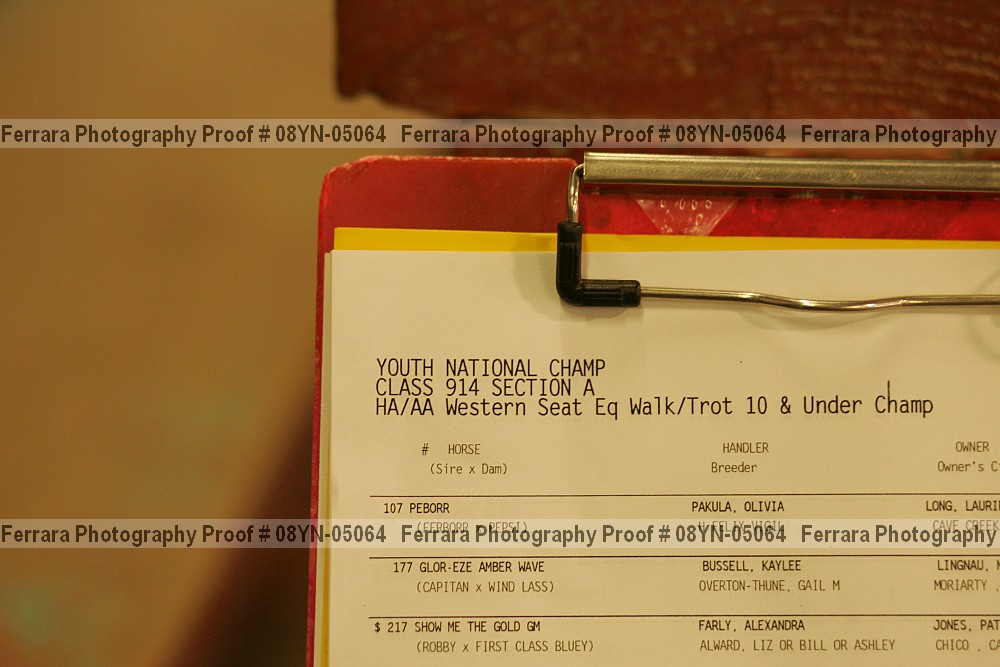 Ferrara Photography Proof # 08YN-05064 Ferrara Photography Proof # 08YN-05064 Ferrara Photography
YOUTH NATIONAL CHAMP
CLASS 914 SECTION A
HA/AA Western Seat Eq Walk/Trot 10 & Under Champ
# HORSE HANDLER OWNER
(Sire x Dam) Breeder Owner's
107 PEBORR PAKULA, OLIVIA LONG,
Ferrara Photography Proof # 08YN-05064 Ferrara Photography Proof # 08YN-05064 Ferrara Photography
CAVE CREEK
177 GLOR-EZE AMBER WAVE BUSSELL, KAYLEE LINGNAU,
(CAPITAN x WIND LASS) OVERTON-THUNE, GAIL M MORIARTY ,
$ 217 SHOW ME THE GOLD GM FARLY, ALEXANDRA JONES, PAT
(ROBBY x FIRST CLASS BLUEY) ALWARD, LIZ OR BILL OR ASHLEY CHICO , CA